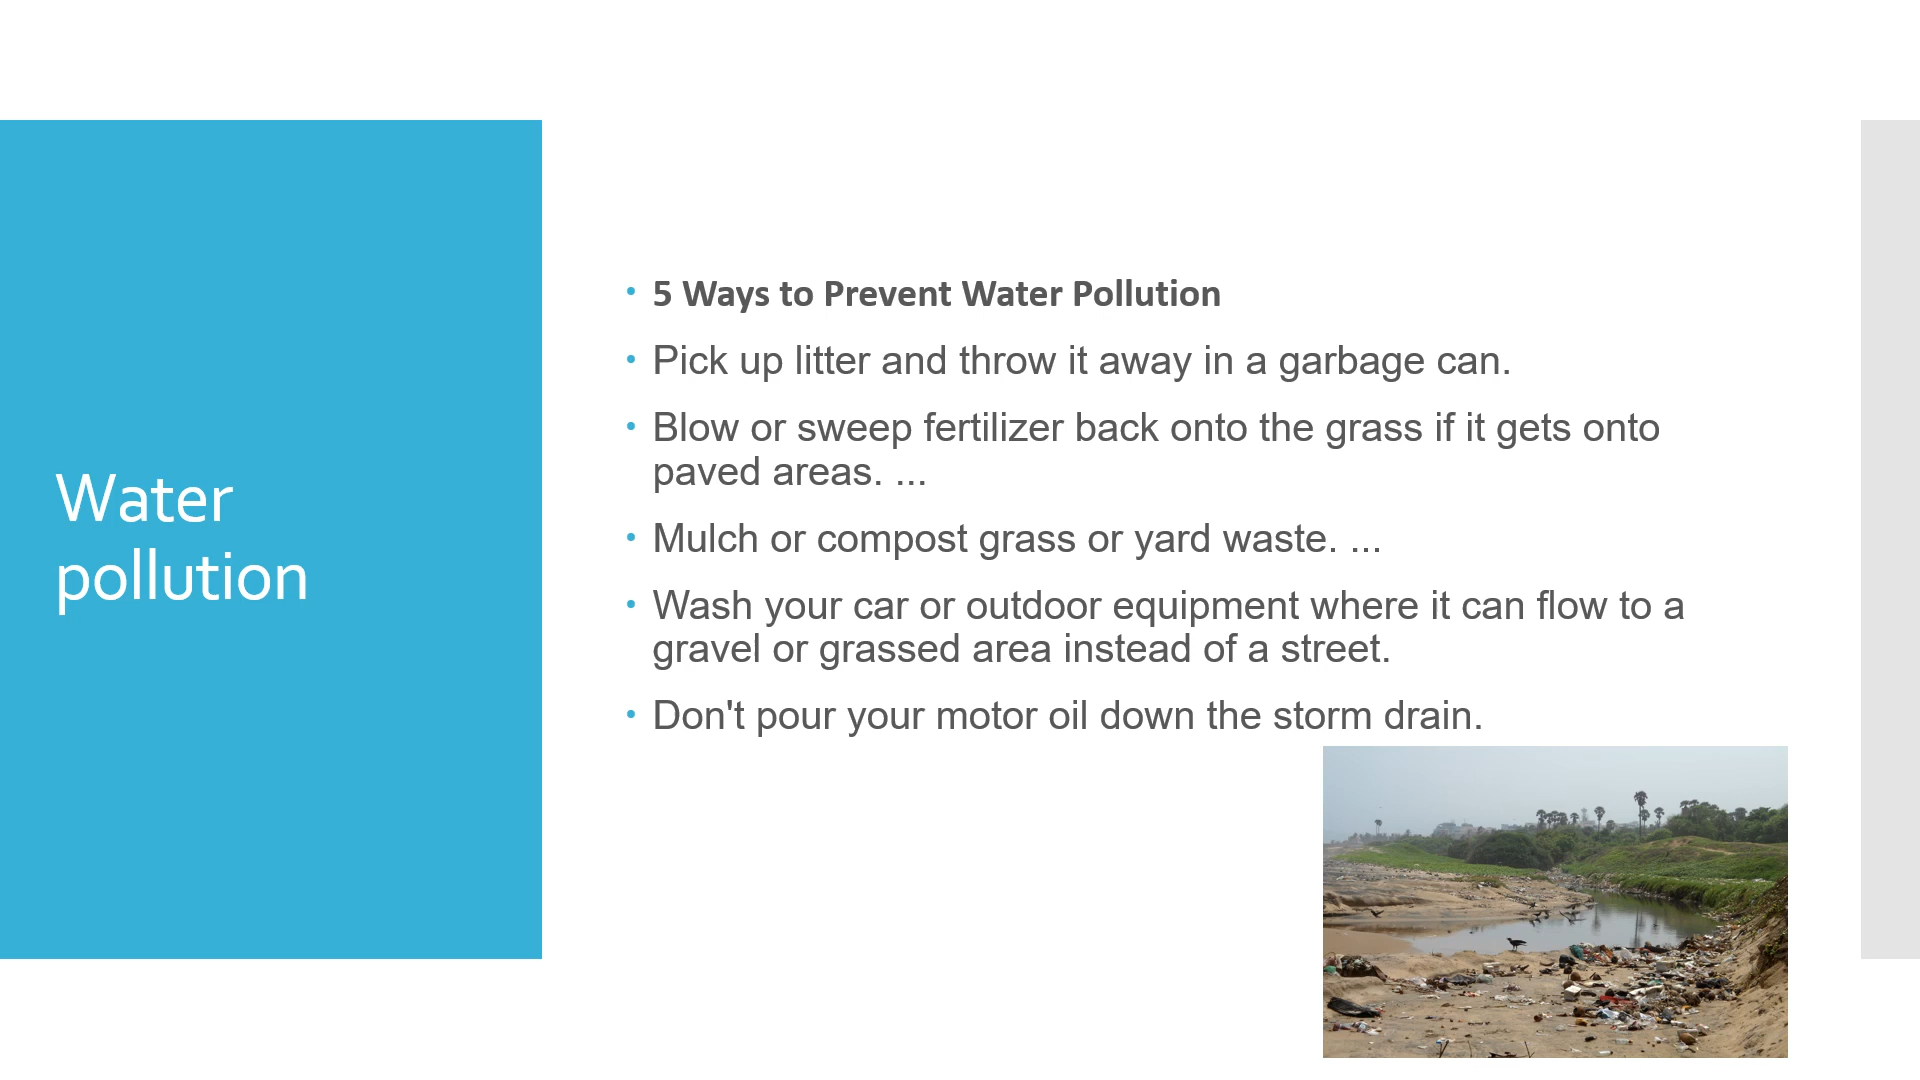 Water
pollution
• 5 Ways to Prevent Water Pollution
• Pick up litter and throw it away in a garbage can.
• Blow or sweep fertilizer back onto the grass if it gets onto
paved areas. ...
• Mulch or compost grass or yard waste. ...
• Wash your car or outdoor equipment where it can flow to a
gravel or grassed area instead of a street.
• Don't pour your motor oil down the storm drain.